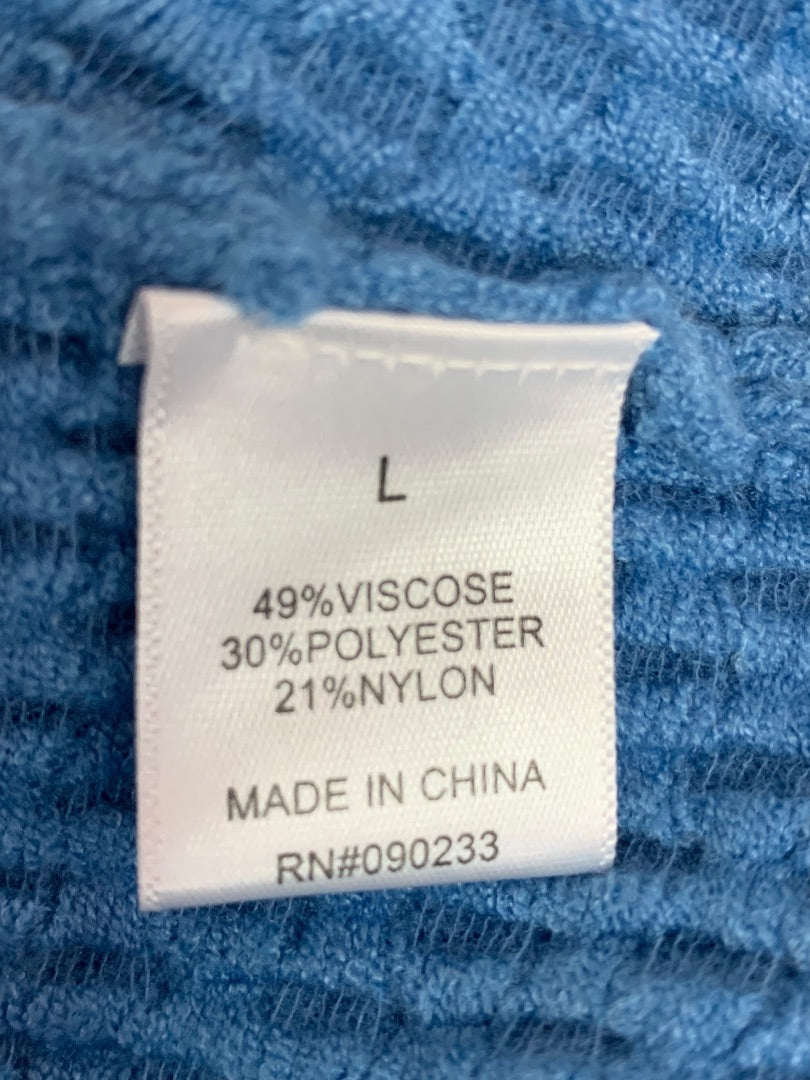 L
49%VISCOSE
30%POLYESTER
21%NYLON
MADE IN CHINA
RN#090233